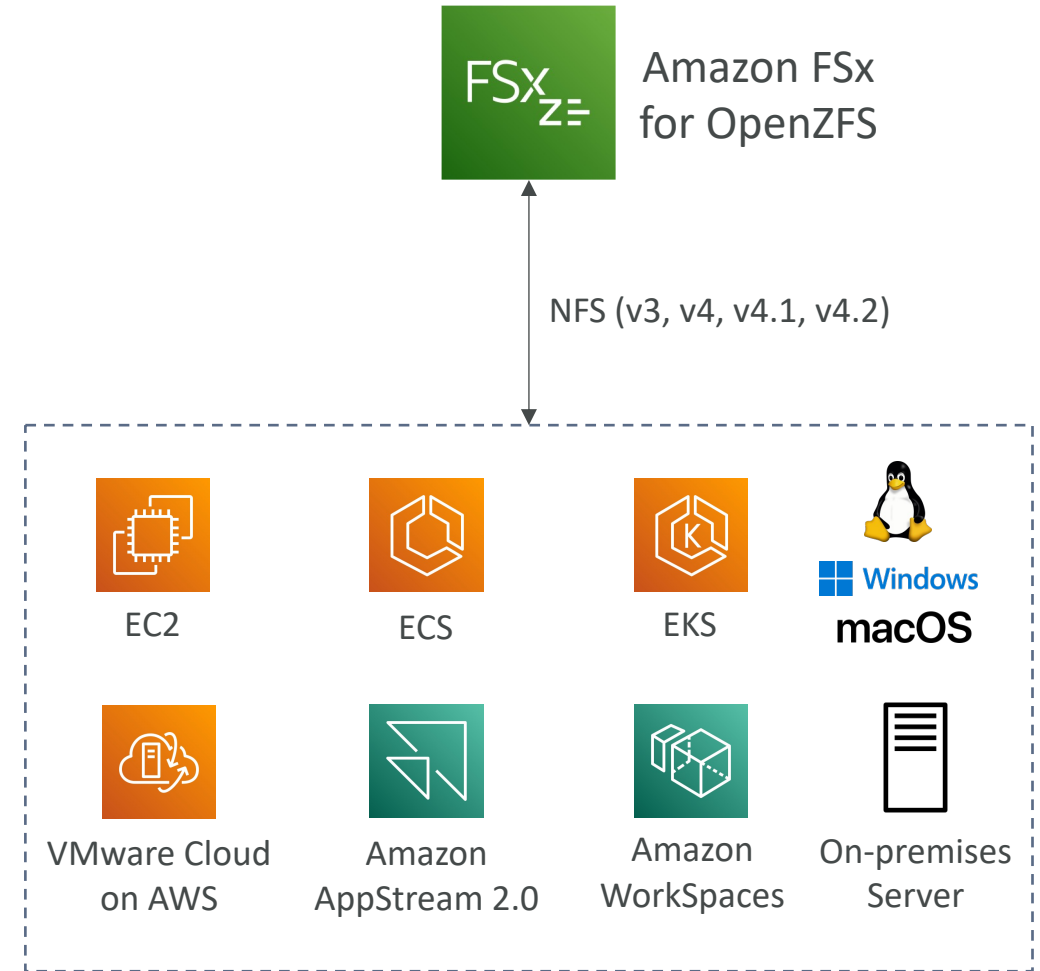 FSx
Z
Amazon FSx
for OpenZFS
NFS (v3, v4, v4.1, v4.2)
EC2
ECS
K
EKS
Windows
macOS
VMware Cloud
on AWS
Amazon
AppStream 2.0
Amazon
WorkSpaces
On-premises
Server